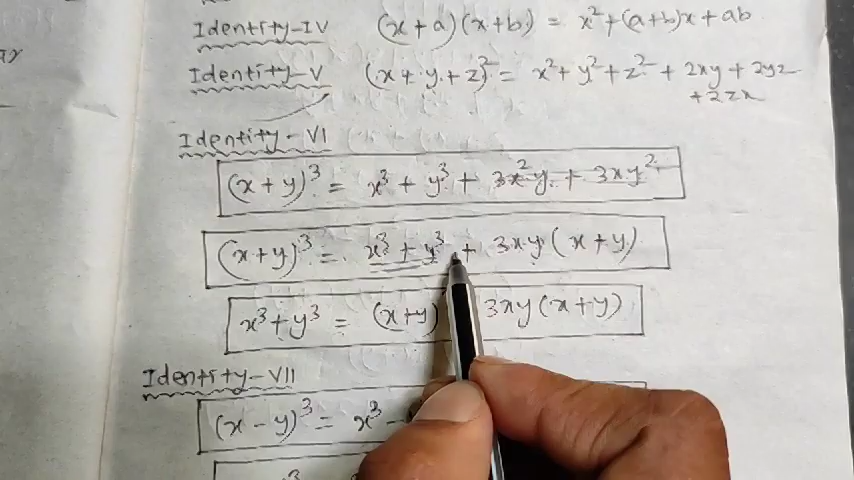 Identity-IV (x+a)(x+b) = x²+(a+b)x+ab
Identity-V (x+y+z)² = x²+y²+z²+2xy+2yz
+2zx
Identity-VI
(x+y)³ = x³+y³+3x²y+3xy²
(x+y)³ = x³+y³+3xy(x+y)
x³+y³ = (x+y) 3xy(x+y)
Identity-VII
(x-y)³ = x³-